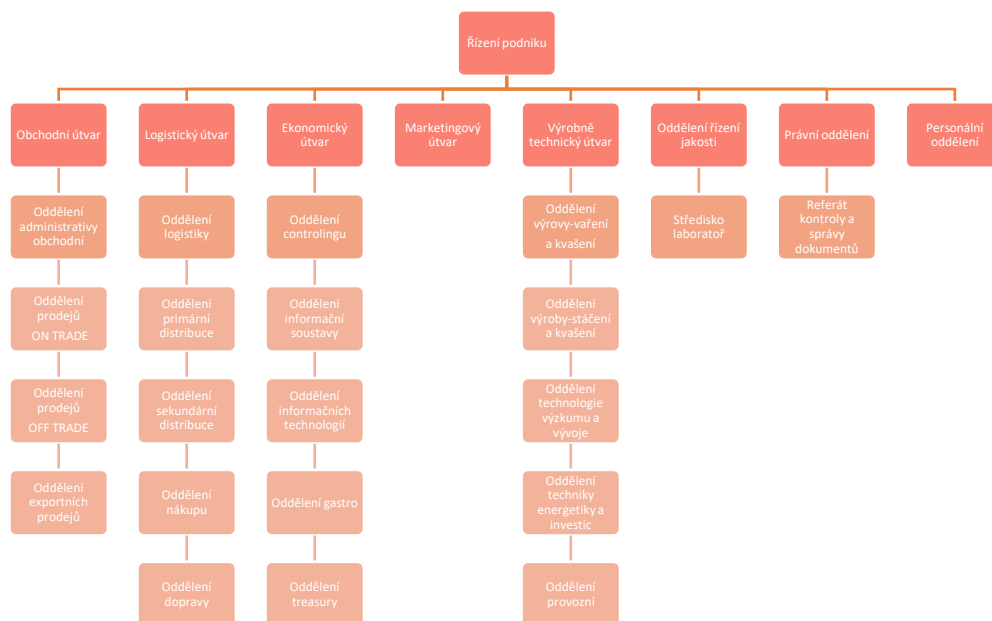 Řízení podniku
Obchodní útvar
Logistický útvar
Ekonomický
útvar
Marketingový
útvar
Výrobně
technický útvar
Oddělení řízení
jakosti
Právní oddělení
Personální
oddělení
Oddělení
administrativy
obchodní
Oddělení
logistiky
Oddělení
controlingu
Oddělení
výrovy-vaření
a kvašení
Středisko
laboratoř
Referát
kontroly a
správy
dokumentů
Oddělení
prodejů
ON TRADE
Oddělení
primární
distribuce
Oddělení
informační
soustavy
Oddělení
výroby-stáčení
a kvašení
Oddělení
prodejů
OFF TRADE
Oddělení
sekundární
distribuce
Oddělení
informačních
technologií
Oddělení
technologie
výzkumu a
vývoje
Oddělení
exportních
prodejů
Oddělení
nákupu
Oddělení gastro
Oddělení
techniky
energetiky a
investic
Oddělení
dopravy
Oddělení
treasury
Oddělení
provozní